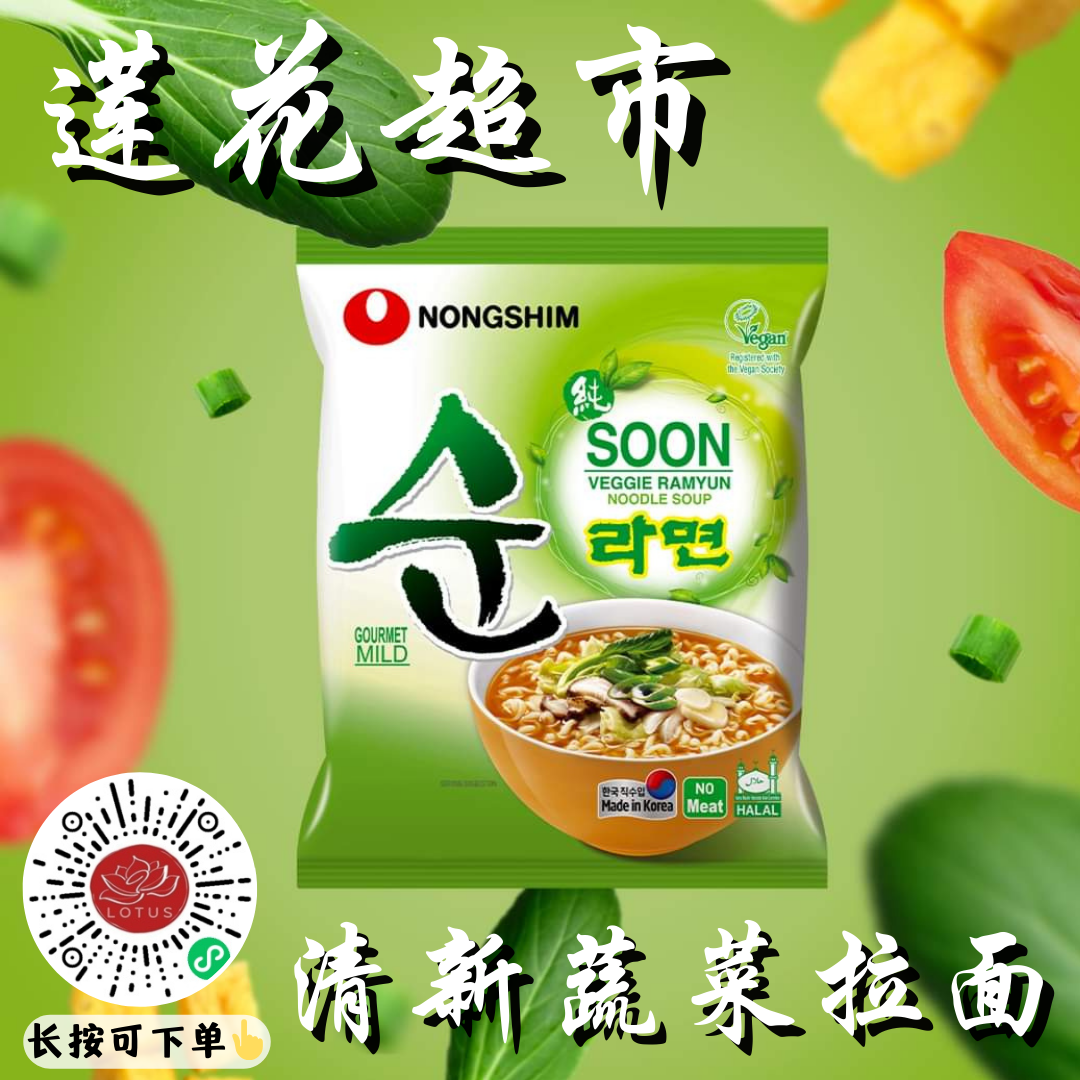 莲花超市
NONGSHIM
Vegan
Registered with
the Vegan Society
純
SOON
VEGGIE RAMYUN
NOODLE SOUP
라면
순
GOURMET
MILD
한국 직수입
Made in Korea
NO
Meat
HALAL
LOTUS
长按可下单
清新蔬菜拉面